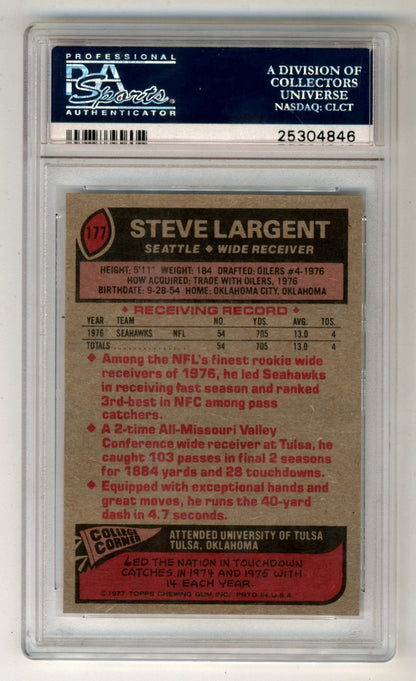 PROFESSIONAL
PSA
Sports
AUTHENTICATOR
A DIVISION OF
COLLECTORS
UNIVERSE
NASDAQ: CLCT
25304846
177
STEVE LARGENT
SEATTLE ◆ WIDE RECEIVER
HEIGHT: 5'11" WEIGHT: 184 DRAFTED: OILERS #4-1976
HOW ACQUIRED: TRADE WITH OILERS, 1976
BIRTHDATE: 9-28-54 HOME: OKLAHOMA CITY, OKLAHOMA
◆ RECEIVING RECORD ◆
YEAR TEAM NO. YDS. AVG. TDS.
1976 SEAHAWKS NFL 54 705 13.0 4
TOTALS 54 705 13.0 4
◆ Among the NFL's finest rookie wide
receivers of 1976, he led Seahawks
in receiving fast season and ranked
3rd-best in NFC among pass
catchers.
◆ A 2-time All-Missouri Valley
Conference wide receiver at Tulsa, he
caught 103 passes in final 2 seasons
for 1884 yards and 28 touchdowns.
◆ Equipped with exceptional hands and
great moves, he runs the 40-yard
dash in 4.7 seconds.
COLLEGE
CORNER
ATTENDED UNIVERSITY OF TULSA
TULSA, OKLAHOMA
LED THE NATION IN TOUCHDOWN
CATCHES IN 1974 AND 1975 WITH
14 EACH YEAR.
©1977 TOPPS CHEWING GUM, INC. PRTD. IN U.S.A.